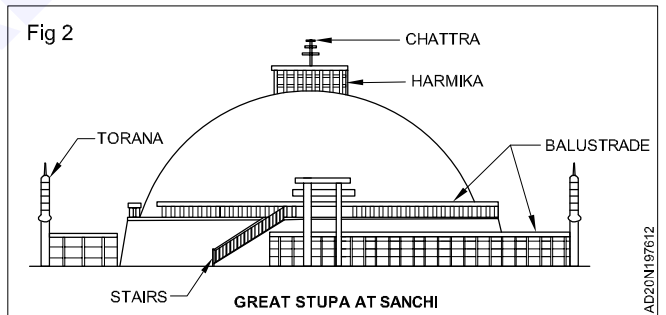 Fig 2
CHATTRA
HARMIKA
TORANA
BALUSTRADE
STAIRS
GREAT STUPA AT SANCHI
AD20N197612